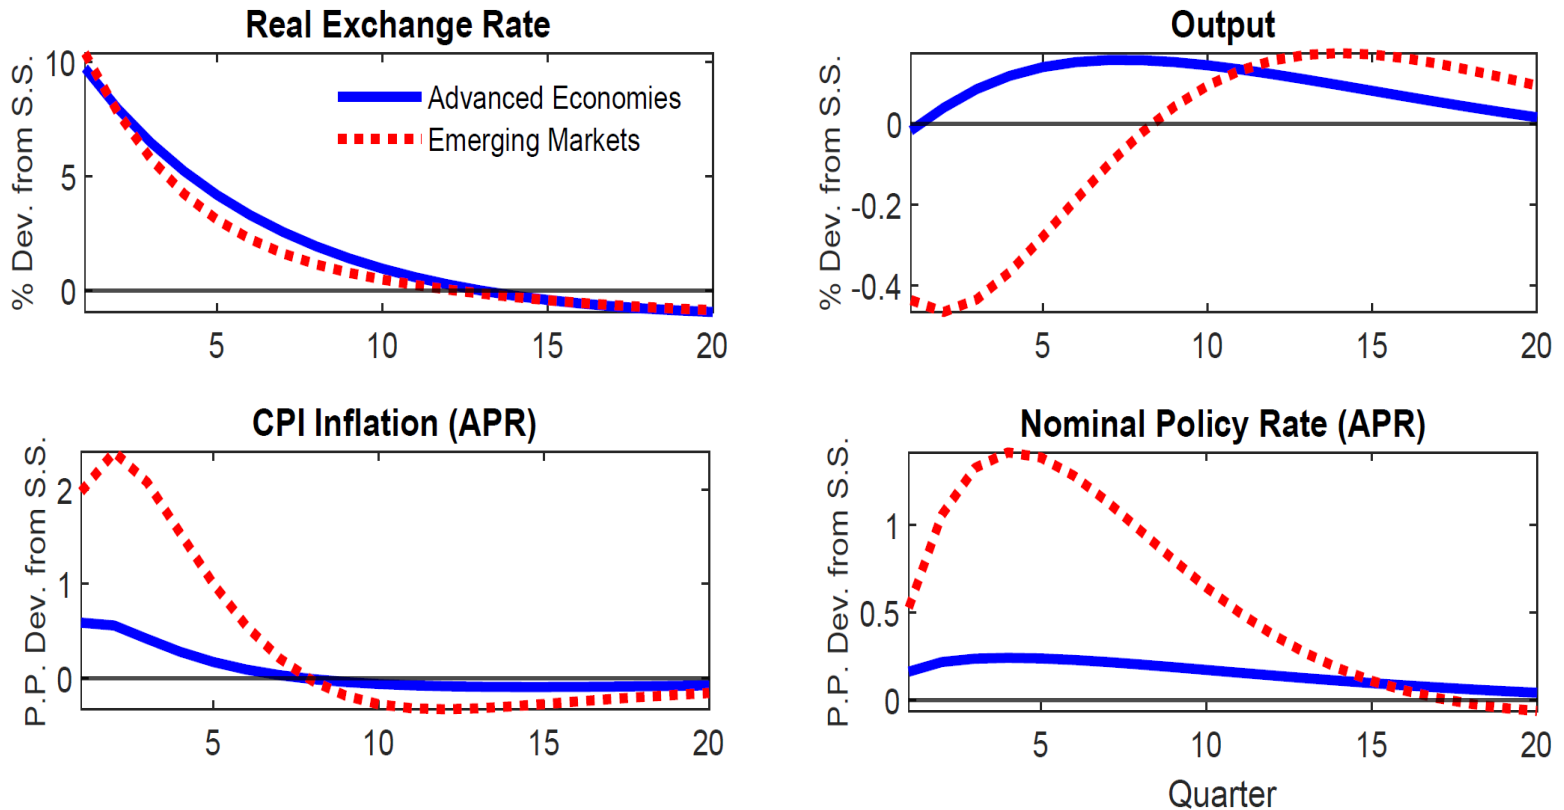 Real Exchange Rate
% Dev. from S.S.
10
5
0
Advanced Economies
Emerging Markets
5
10
15
20
Output
% Dev. from S.S.
0
-0.2
-0.4
5
10
15
20
CPI Inflation (APR)
P.P. Dev. from S.S.
2
1
0
5
10
15
20
Nominal Policy Rate (APR)
P.P. Dev. from S.S.
1
0.5
0
5
10
15
20
Quarter